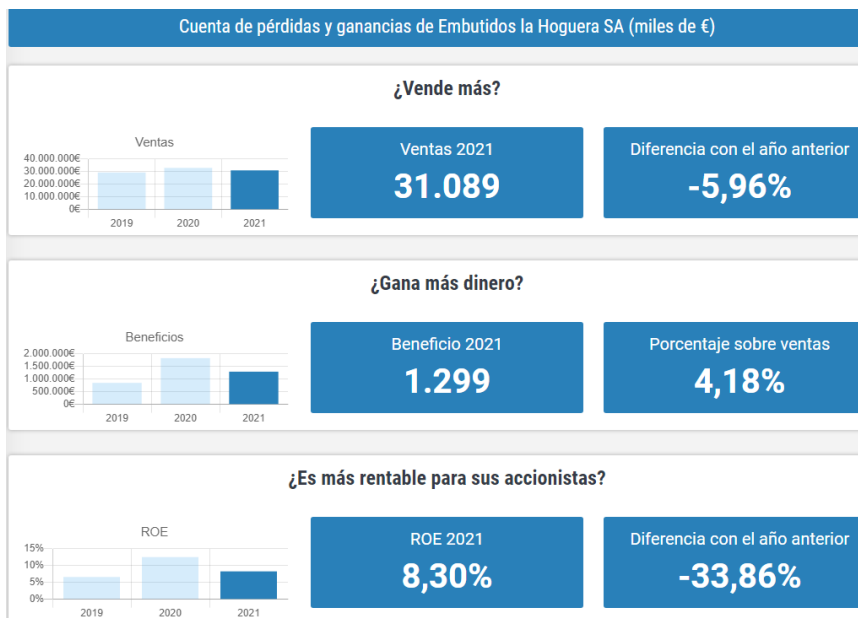 Cuenta de pérdidas y ganancias de Embutidos la Hoguera SA (miles de €)
¿Vende más?
Ventas
40.000.000€
30.000.000€
20.000.000€
10.000.000€
0€
2019 2020 2021
Ventas 2021
31.089
Diferencia con el año anterior
-5,96%
¿Gana más dinero?
Beneficios
2.000.000€
1.500.000€
1.000.000€
500.000€
0€
2019 2020 2021
Beneficio 2021
1.299
Porcentaje sobre ventas
4,18%
¿Es más rentable para sus accionistas?
ROE
15%
10%
5%
0%
2019 2020 2021
ROE 2021
8,30%
Diferencia con el año anterior
-33,86%